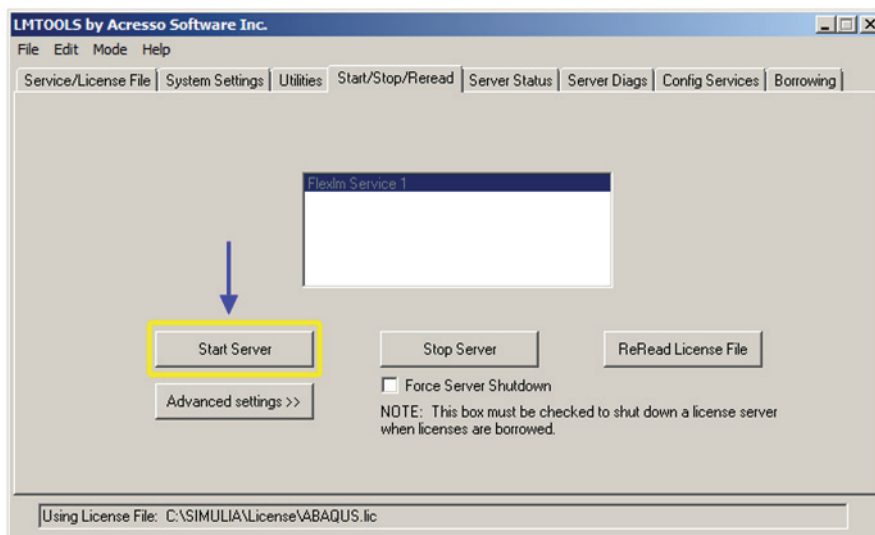 LMTOOLS by Acresso Software Inc.
File Edit Mode Help
Service/License File System Settings Utilities Start/Stop/Reread Server Status Server Diags Config Services Borrowing
Flexlm Service 1
Start Server Stop Server ReRead License File
Advanced settings >> Force Server Shutdown
NOTE: This box must be checked to shut down a license server
when licenses are borrowed.
Using License File: C:\SIMULIA\License\ABAQUS.lic